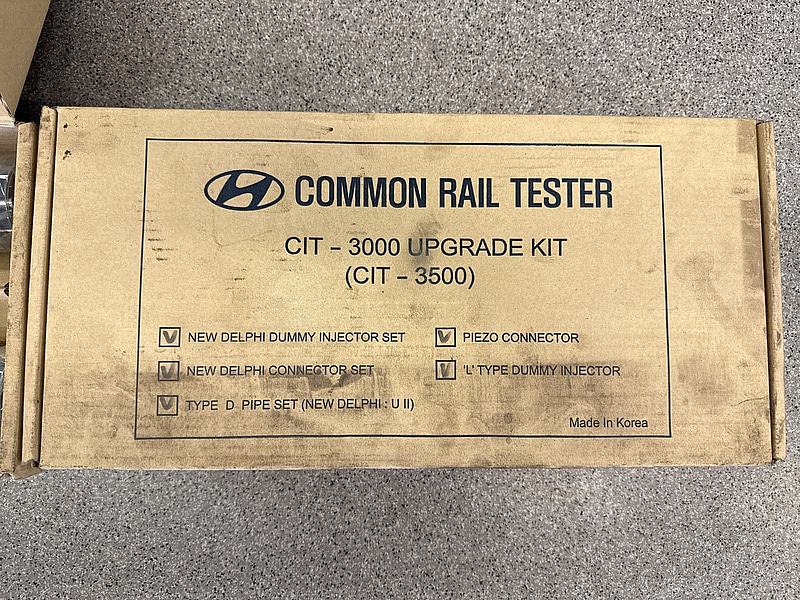 COMMON RAIL TESTER
CIT – 3000 UPGRADE KIT
(CIT – 3500)
NEW DELPHI DUMMY INJECTOR SET
PIEZO CONNECTOR
NEW DELPHI CONNECTOR SET
'L' TYPE DUMMY INJECTOR
TYPE D PIPE SET (NEW DELPHI : U II)
Made In Korea